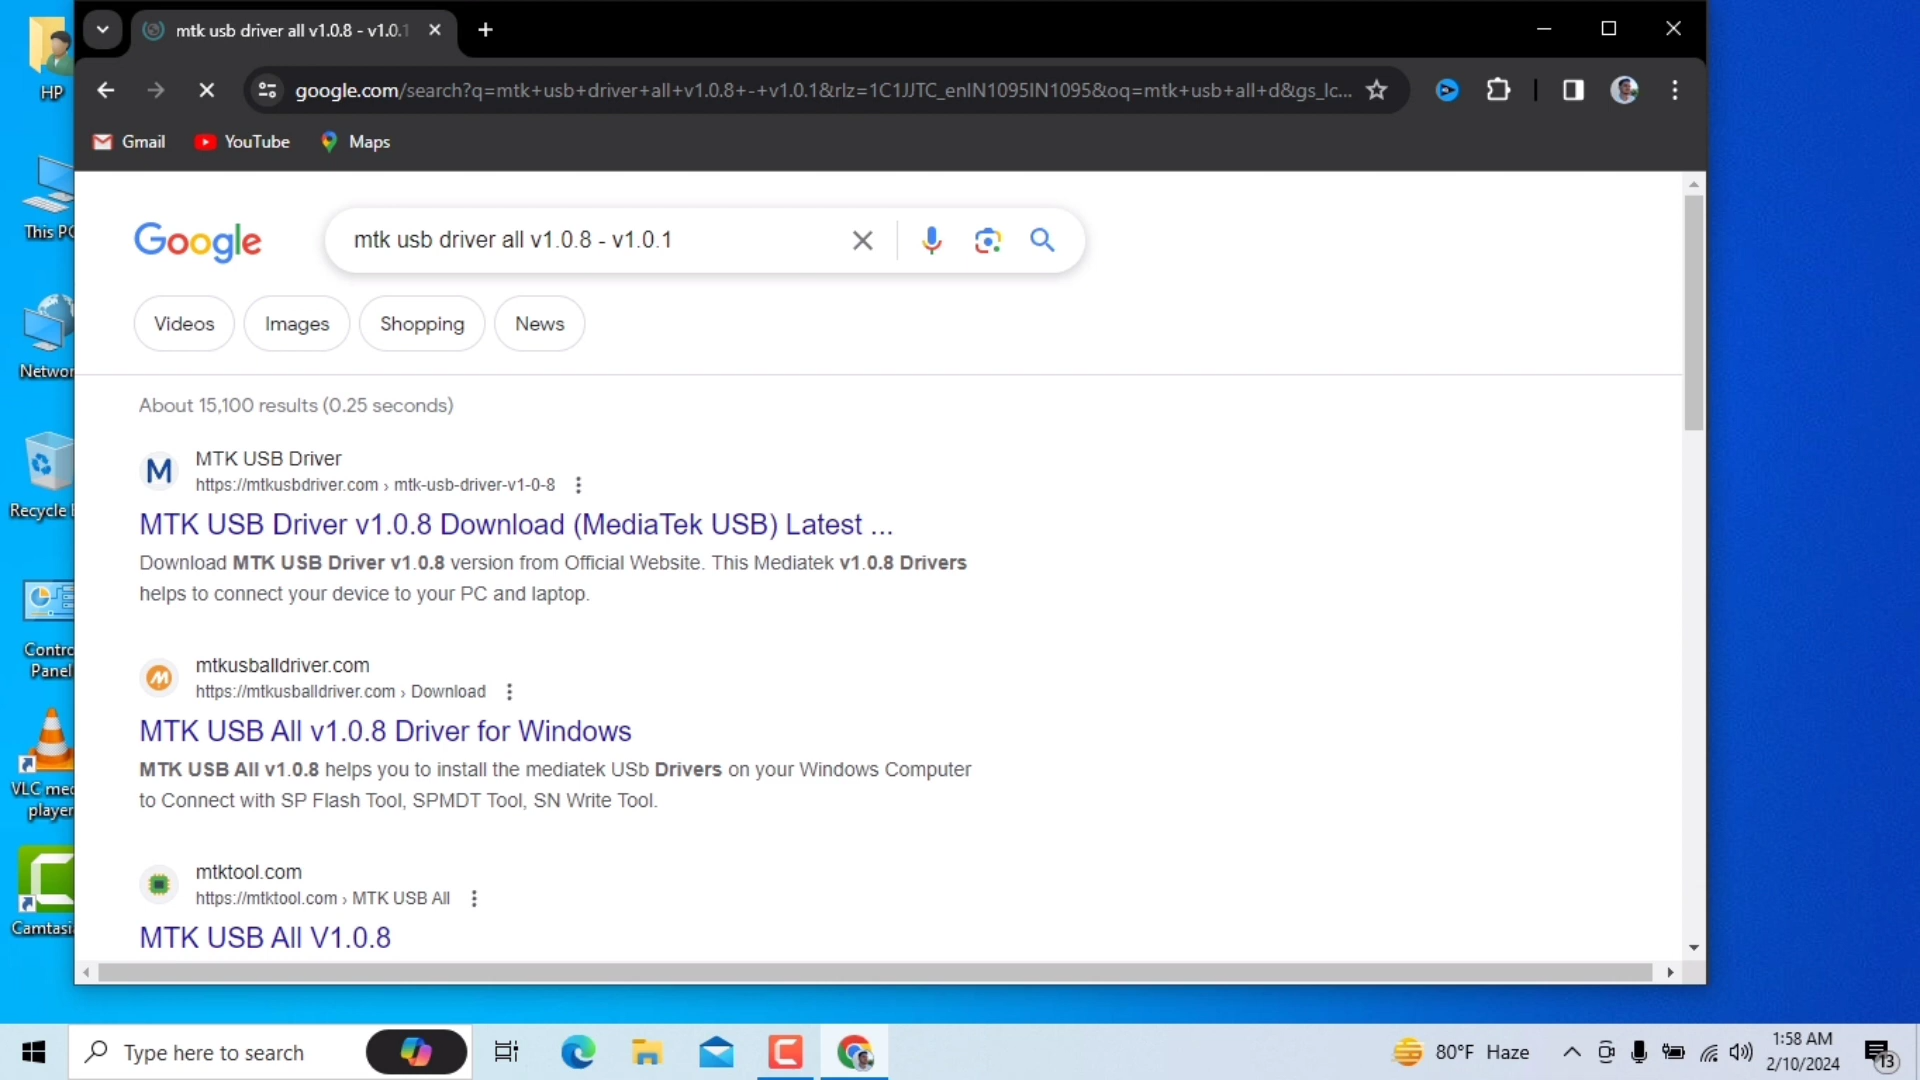 mtk usb driver all v1.0.8 - v1.0.1
google.com/search?q=mtk+usb+driver+all+v1.0.8+-+v1.0.1&rlz=1C1JJTC_enIN1095IN1095&oq=mtk+usb+all+d&gs_lc...
Gmail
YouTube
Maps
Google
mtk usb driver all v1.0.8 - v1.0.1
Videos
Images
Shopping
News
About 15,100 results (0.25 seconds)
M
MTK USB Driver
https://mtkusbdriver.com › mtk-usb-driver-v1-0-8
MTK USB Driver v1.0.8 Download (MediaTek USB) Latest ...
Download MTK USB Driver v1.0.8 version from Official Website. This Mediatek v1.0.8 Drivers
helps to connect your device to your PC and laptop.
mtkusballdriver.com
https://mtkusballdriver.com › Download
MTK USB All v1.0.8 Driver for Windows
MTK USB All v1.0.8 helps you to install the mediatek USb Drivers on your Windows Computer
to Connect with SP Flash Tool, SPMDT Tool, SN Write Tool.
mtktool.com
https://mtktool.com › MTK USB All
MTK USB All V1.0.8
HP
This PC
Networ
Recycle
Contro
Panel
VLC med
player
Camtasi
Type here to search
80°F Haze
1:58 AM
2/10/2024
13